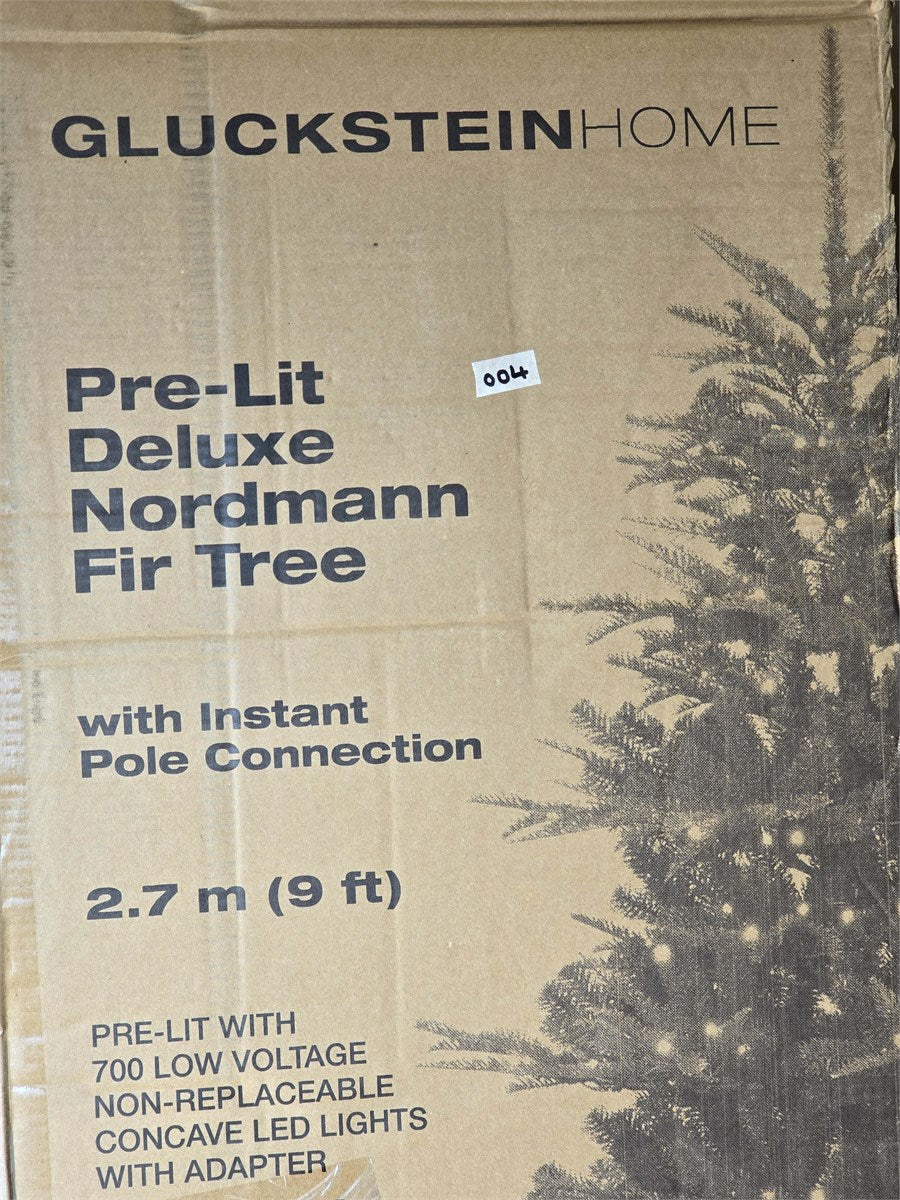 GLUCKSTEINHOME
004
Pre-Lit
Deluxe
Nordmann
Fir Tree
with Instant
Pole Connection
2.7 m (9 ft)
PRE-LIT WITH
700 LOW VOLTAGE
NON-REPLACEABLE
CONCAVE LED LIGHTS
WITH ADAPTER